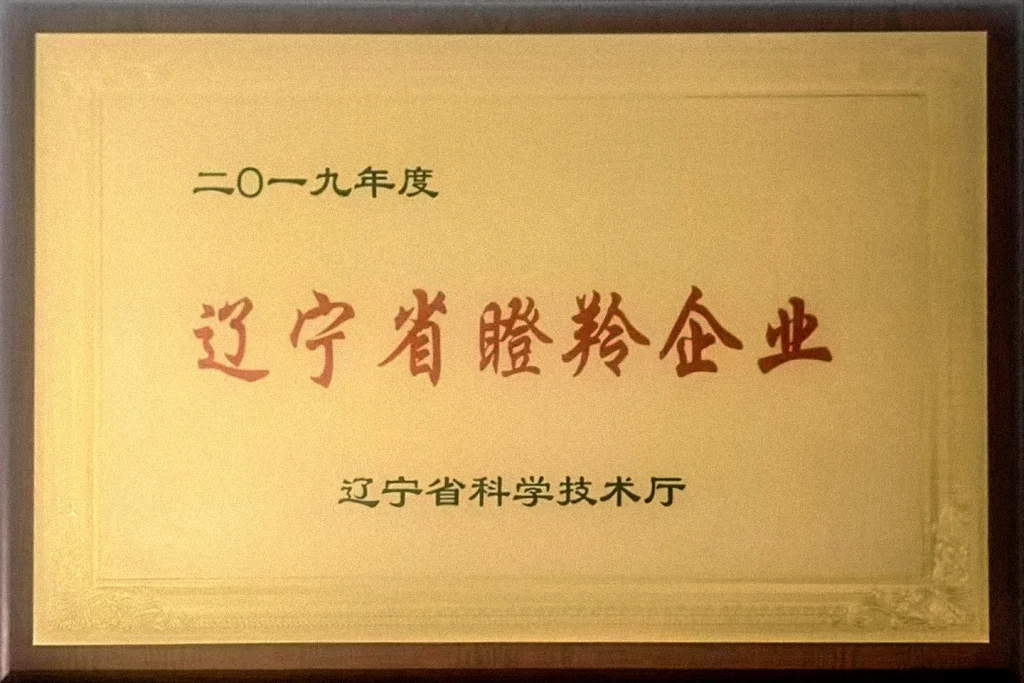 二〇一九年度
辽宁省瞪羚企业
辽宁省科学技术厅